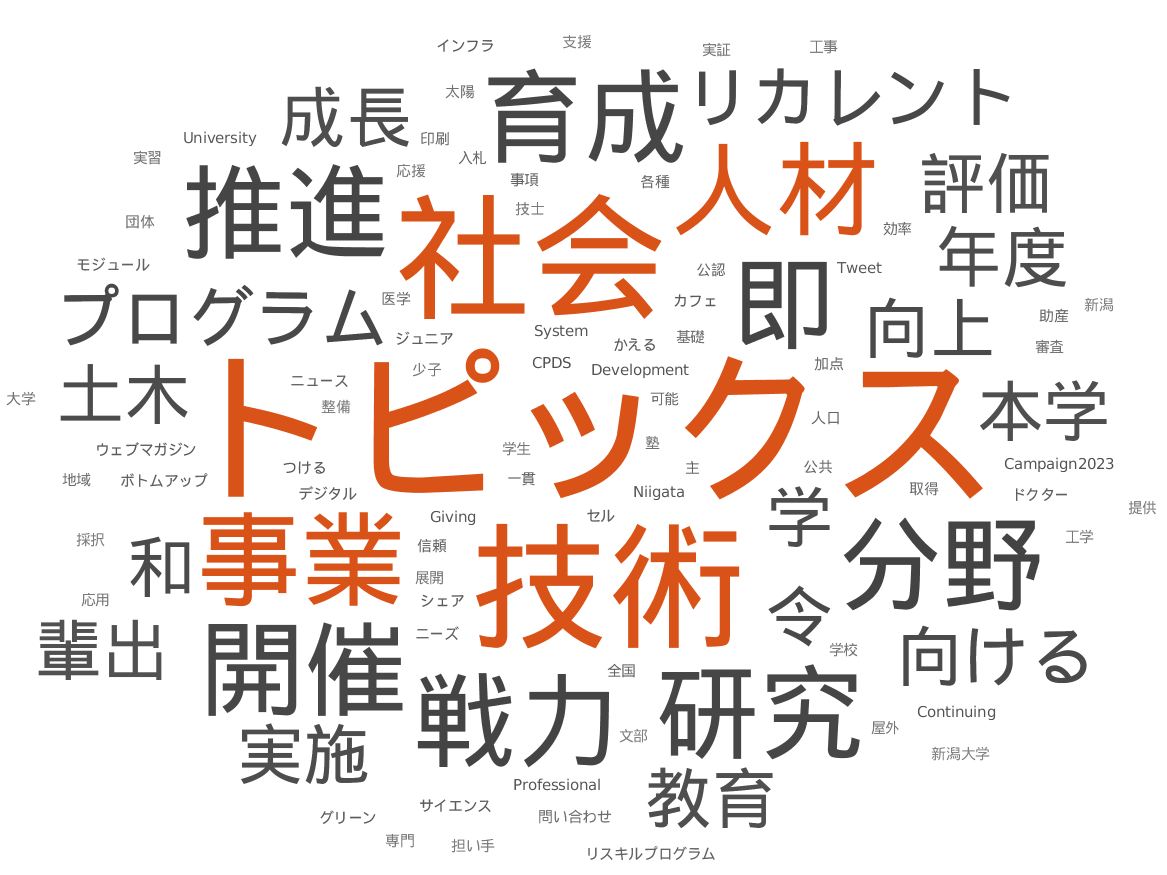 インフラ
支援
実証
工事
太陽
育成
リカレント
成長
University
印刷
実習
入札
応援
推進
事項
各種
人材
評価
団体
技士
社会
効率
年度
モジュール
公認
即
Tweet
プログラム
医学
カフェ
向上
新潟
助産
ジュニア
System
かえる
基礎
審査
少子
CPDS
Development
加点
土木
ニュース
トピックス
大学
整備
可能
人口
本学
ウェブマガジン
学生
塾
つける
主
公共
Campaign2023
地域
ボトムアップ
デジタル
一貫
Niigata
取得
ドクター
提供
Giving
セル
学
採択
和
事業
信頼
技術
分野
工学
展開
応用
シェア
令
輩出
開催
ニーズ
学校
向ける
全国
戦力
研究
Continuing
文部
屋外
実施
新潟大学
Professional
教育
グリーン
サイエンス
問い合わせ
専門
担い手
リスキルプログラム